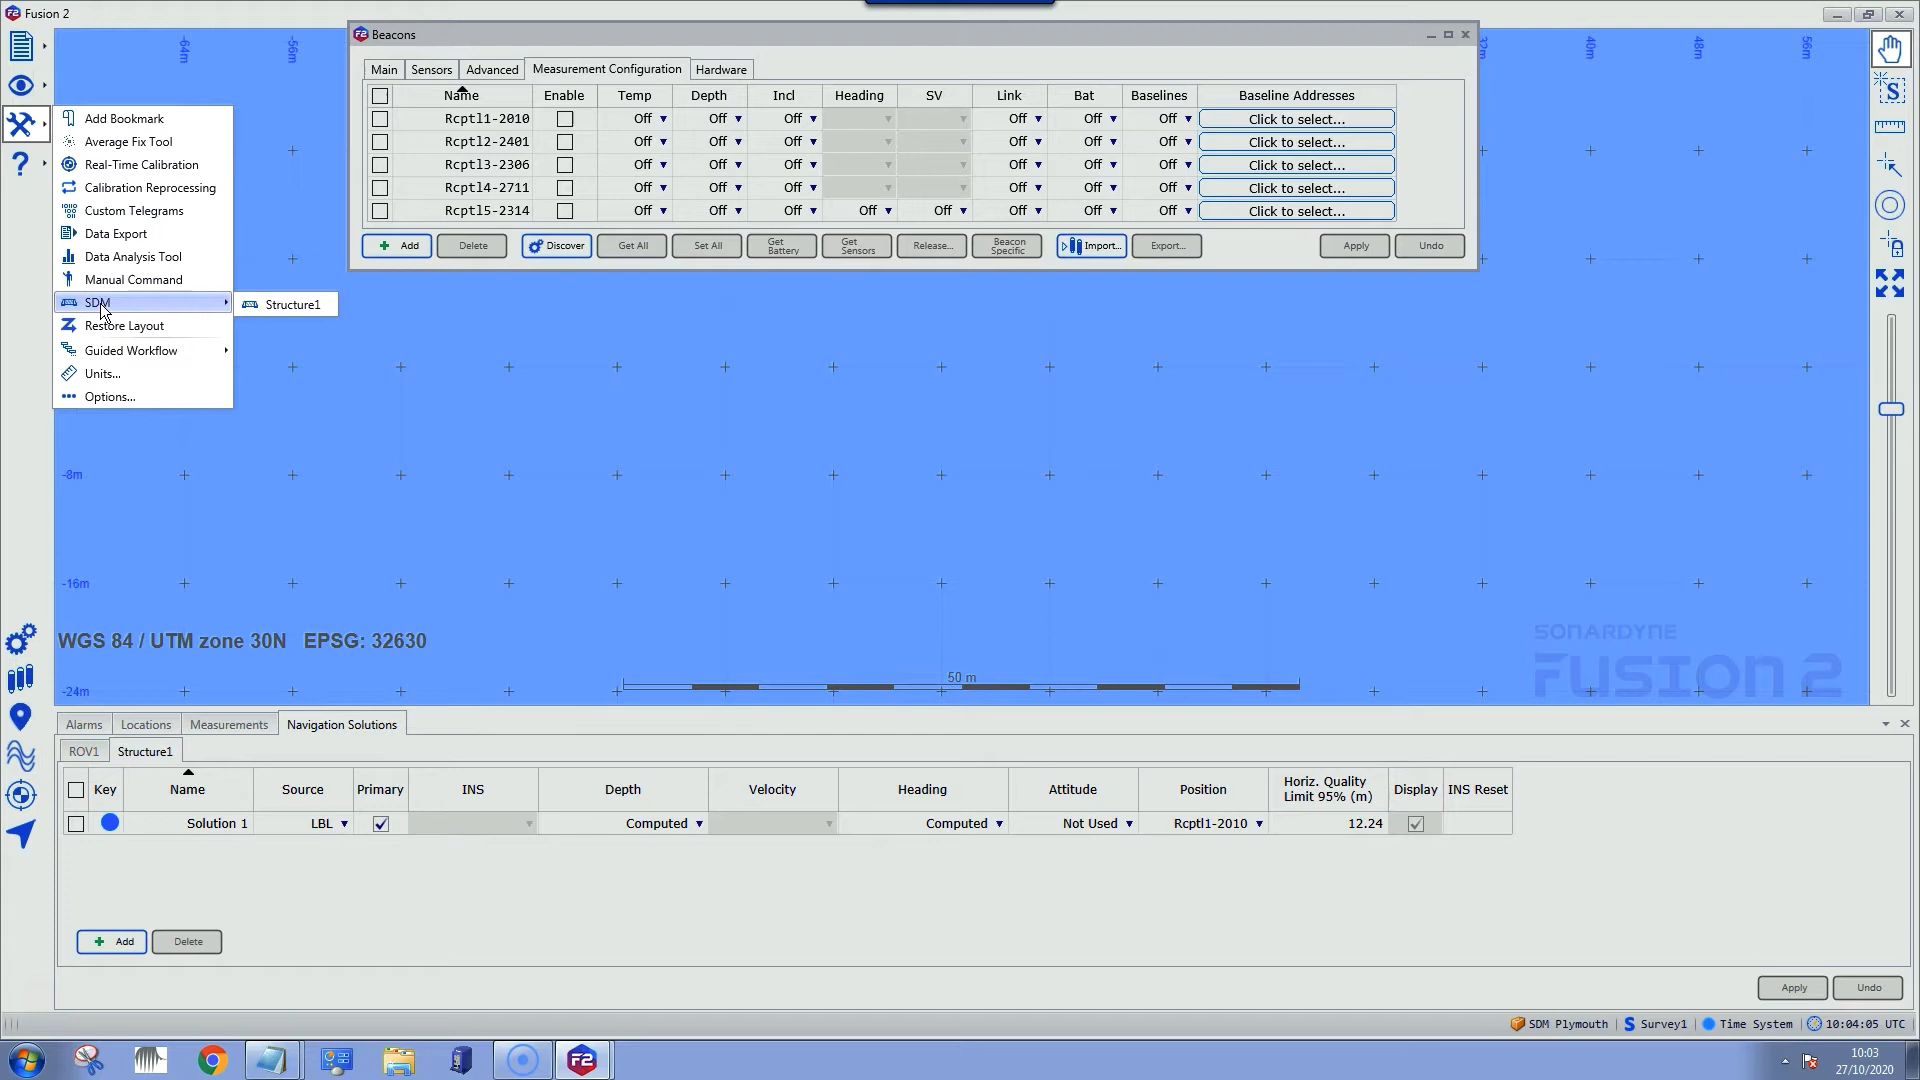 Fusion 2
Beacons
Main Sensors Advanced Measurement Configuration Hardware
Name Enable Temp Depth Incl Heading SV Link Bat Baselines Baseline Addresses
Rcptl1-2010 Off Off Off Off Off Off Click to select...
Rcptl2-2401 Off Off Off Off Off Off Click to select...
Rcptl3-2306 Off Off Off Off Off Off Click to select...
Rcptl4-2711 Off Off Off Off Off Off Click to select...
Rcptl5-2314 Off Off Off Off Off Off Off Off Click to select...
Add Delete Discover Get All Set All Get Battery Get Sensors Release... Beacon Specific Import... Export... Apply Undo
Add Bookmark
Average Fix Tool
Real-Time Calibration
Calibration Reprocessing
Custom Telegrams
Data Export
Data Analysis Tool
Manual Command
SDM
Structure1
Restore Layout
Guided Workflow
Units...
Options...
-64m -56m 32m 40m 48m 56m
-8m
-16m
-24m
WGS 84 / UTM zone 30N EPSG: 32630
50 m
SONARDYNE
FUSION 2
Alarms Locations Measurements Navigation Solutions
ROV1 Structure1
Key Name Source Primary INS Depth Velocity Heading Attitude Position Horiz. Quality Limit 95% (m) Display INS Reset
Solution 1 LBL Computed Computed Not Used Rcptl1-2010 12.24
Add Delete
Apply Undo
SDM Plymouth Survey1 Time System 10:04:05 UTC
F2
10:03
27/10/2020